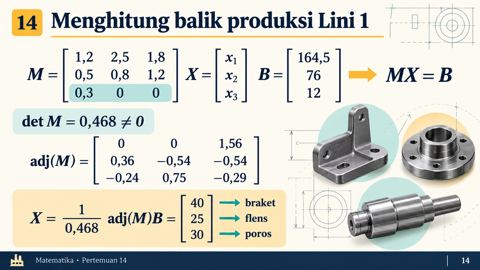 14 Menghitung balik produksi Lini 1
M = [ 1,2 2,5 1,8 ; 0,5 0,8 1,2 ; 0,3 0 0 ] X = [ x₁ ; x₂ ; x₃ ] B = [ 164,5 ; 76 ; 12 ] → MX = B
det M = 0,468 ≠ 0
adj(M) = [ 0 0 1,56 ; 0,36 −0,54 −0,54 ; −0,24 0,75 −0,29 ]
X = 1/0,468 adj(M)B = [ 40 ; 25 ; 30 ]
→ braket
→ flens
→ poros
Matematika • Pertemuan 14
14